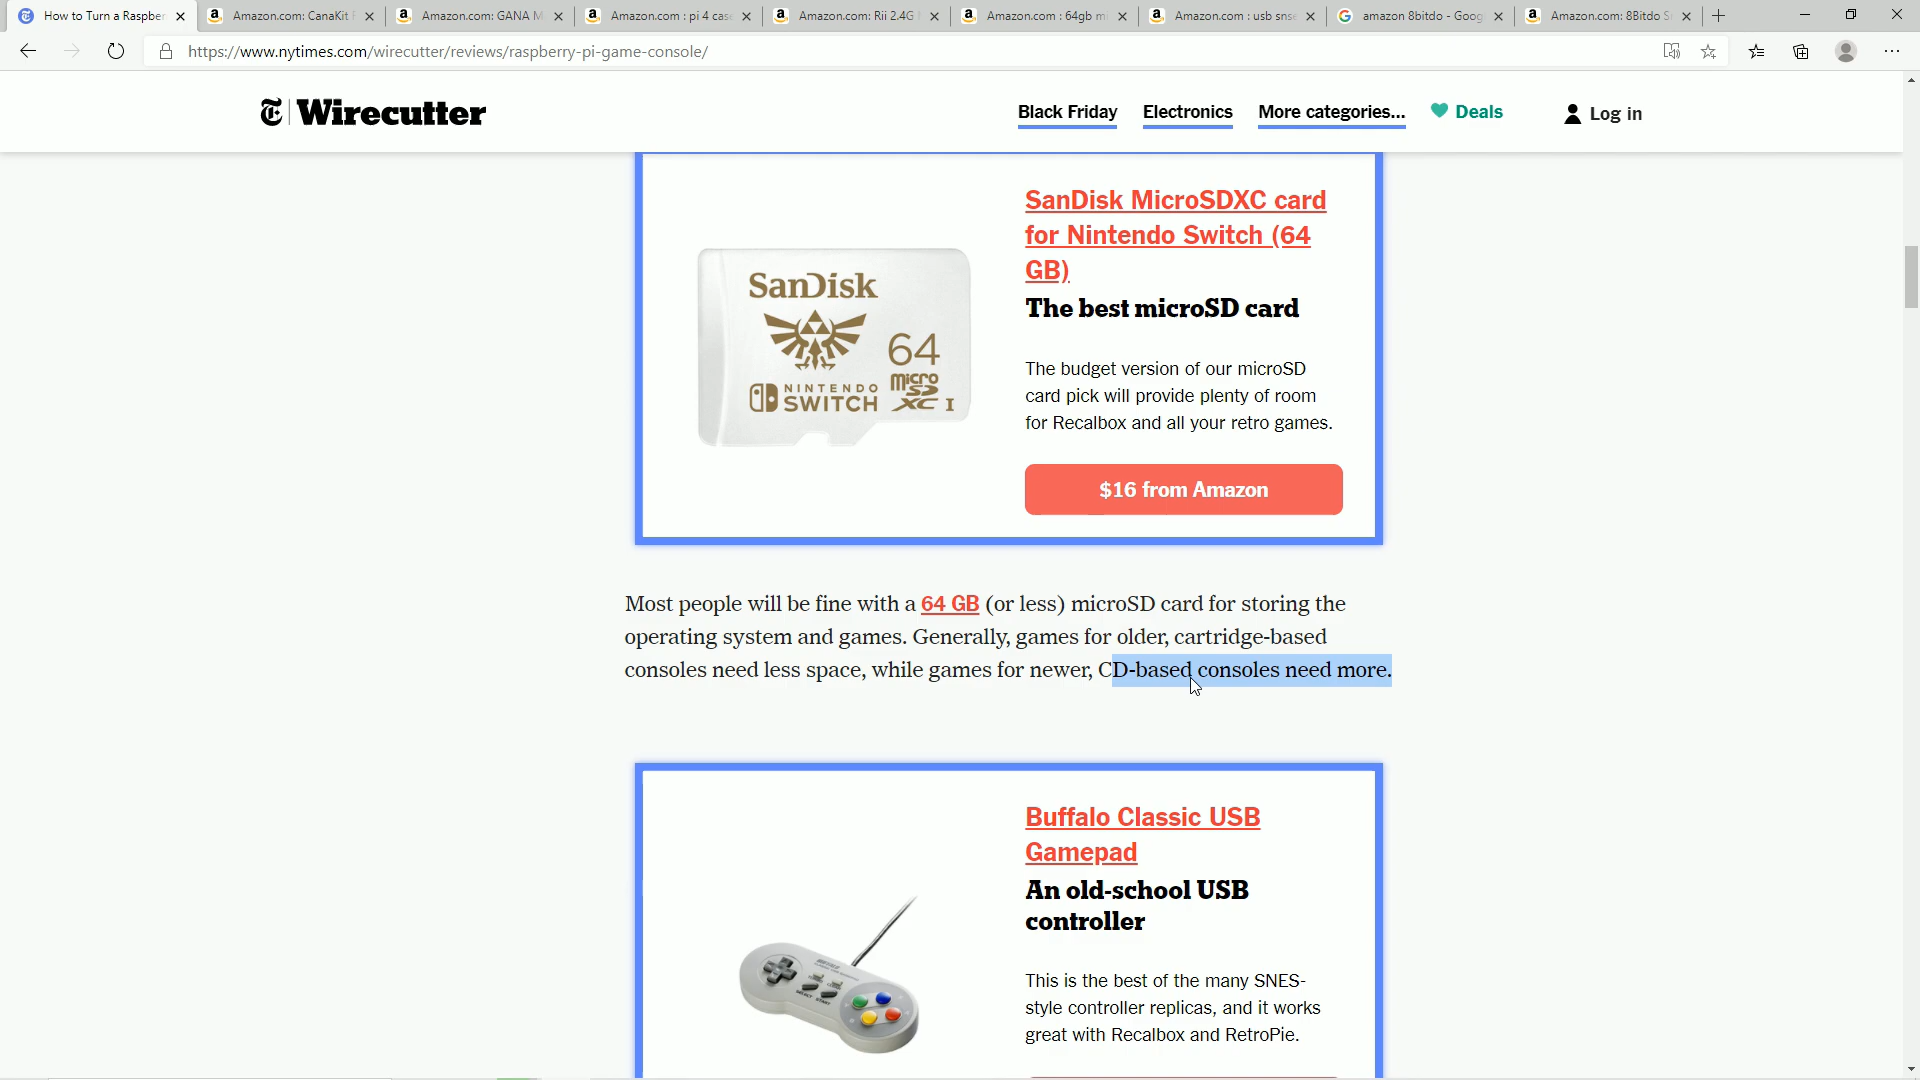 How to Turn a Raspber
Amazon.com: CanaKit
Amazon.com: GANA M
Amazon.com : pi 4 cas
Amazon.com: Rii 2.4G
Amazon.com : 64gb mi
Amazon.com : usb snse
amazon 8bitdo - Goog
Amazon.com: 8Bitdo S
https://www.nytimes.com/wirecutter/reviews/raspberry-pi-game-console/
Wirecutter
Black Friday
Electronics
More categories...
Deals
Log in
SanDisk
64
NINTENDO
SWITCH
micro
SD
XC I
SanDisk MicroSDXC card
for Nintendo Switch (64
GB)
The best microSD card
The budget version of our microSD
card pick will provide plenty of room
for Recalbox and all your retro games.
$16 from Amazon
Most people will be fine with a 64 GB (or less) microSD card for storing the
operating system and games. Generally, games for older, cartridge-based
consoles need less space, while games for newer, CD-based consoles need more.
SELECT START
Buffalo Classic USB
Gamepad
An old-school USB
controller
This is the best of the many SNES-
style controller replicas, and it works
great with Recalbox and RetroPie.